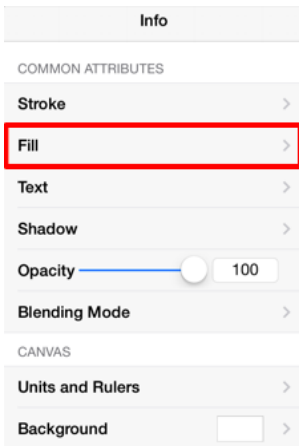 Info
COMMON ATTRIBUTES
Stroke
Fill
Text
Shadow
Opacity 100
Blending Mode
CANVAS
Units and Rulers
Background